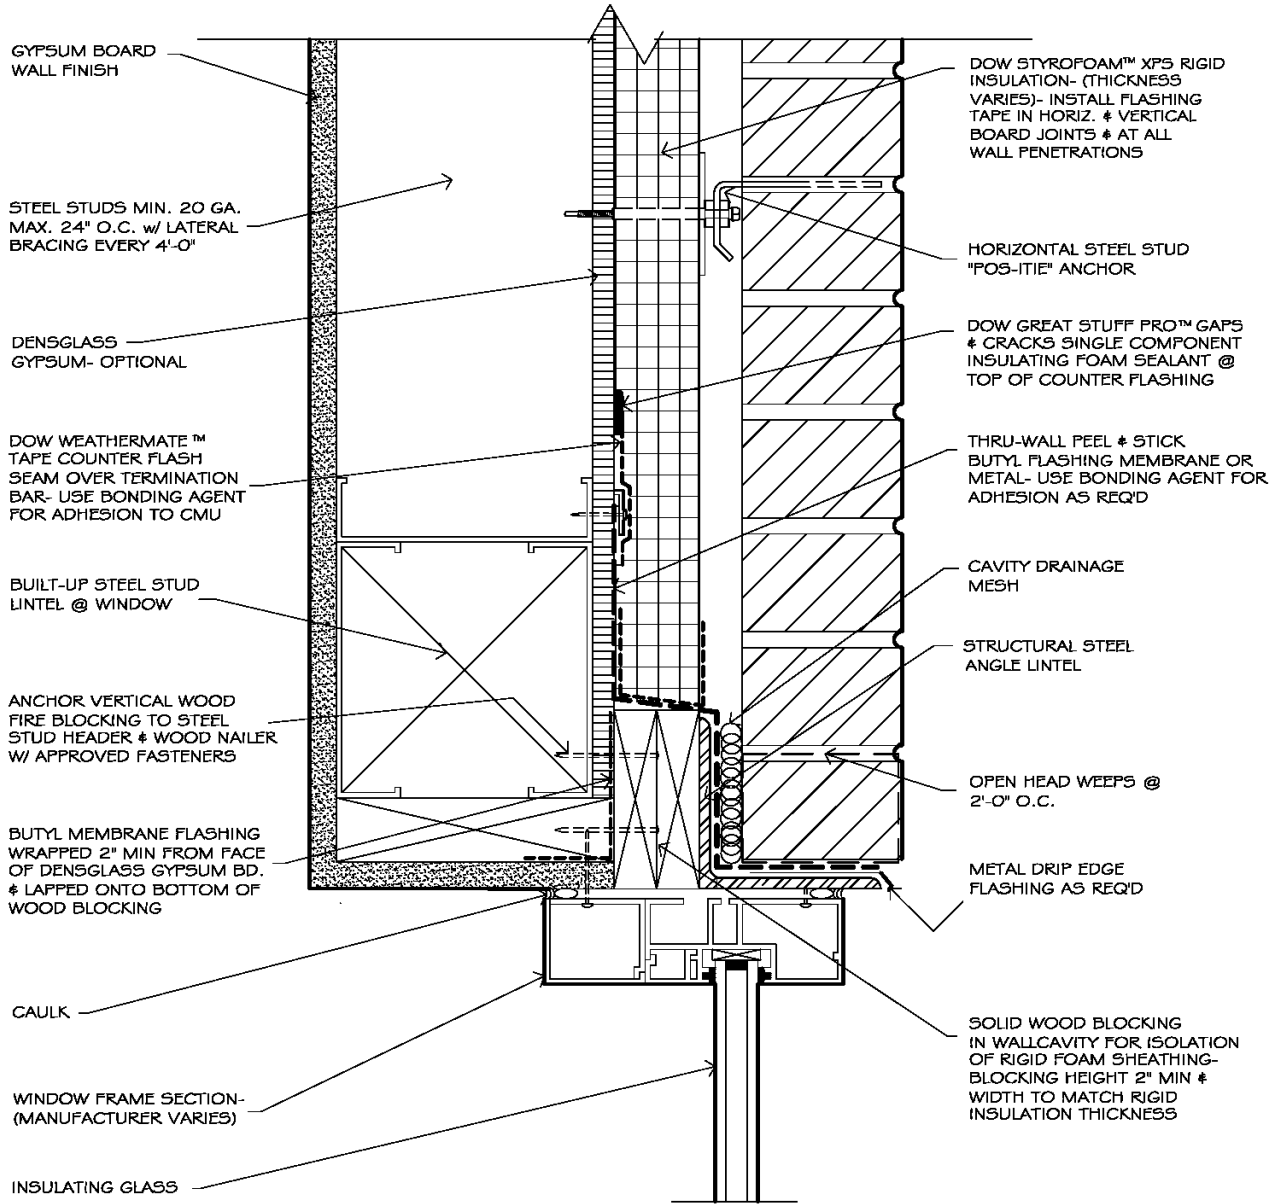 GYPSUM BOARD
WALL FINISH
STEEL STUDS MIN. 20 GA.
MAX. 24" O.C. w/ LATERAL
BRACING EVERY 4'-0"
DENSGLASS
GYPSUM- OPTIONAL
DOW WEATHERMATE™
TAPE COUNTER FLASH
SEAM OVER TERMINATION
BAR- USE BONDING AGENT
FOR ADHESION TO CMU
BUILT-UP STEEL STUD
LINTEL @ WINDOW
ANCHOR VERTICAL WOOD
FIRE BLOCKING TO STEEL
STUD HEADER & WOOD NAILER
W/ APPROVED FASTENERS
BUTYL MEMBRANE FLASHING
WRAPPED 2" MIN FROM FACE
OF DENSGLASS GYPSUM BD.
& LAPPED ONTO BOTTOM OF
WOOD BLOCKING
CAULK
WINDOW FRAME SECTION-
(MANUFACTURER VARIES)
INSULATING GLASS
DOW STYROFOAM™ XPS RIGID
INSULATION- (THICKNESS
VARIES)- INSTALL FLASHING
TAPE IN HORIZ. & VERTICAL
BOARD JOINTS & AT ALL
WALL PENETRATIONS
HORIZONTAL STEEL STUD
"POS-ITIE" ANCHOR
DOW GREAT STUFF PRO™ GAPS
& CRACKS SINGLE COMPONENT
INSULATING FOAM SEALANT @
TOP OF COUNTER FLASHING
THRU-WALL PEEL & STICK
BUTYL FLASHING MEMBRANE OR
METAL- USE BONDING AGENT FOR
ADHESION AS REQ'D
CAVITY DRAINAGE
MESH
STRUCTURAL STEEL
ANGLE LINTEL
OPEN HEAD WEEPS @
2'-0" O.C.
METAL DRIP EDGE
FLASHING AS REQ'D
SOLID WOOD BLOCKING
IN WALLCAVITY FOR ISOLATION
OF RIGID FOAM SHEATHING-
BLOCKING HEIGHT 2" MIN &
WIDTH TO MATCH RIGID
INSULATION THICKNESS